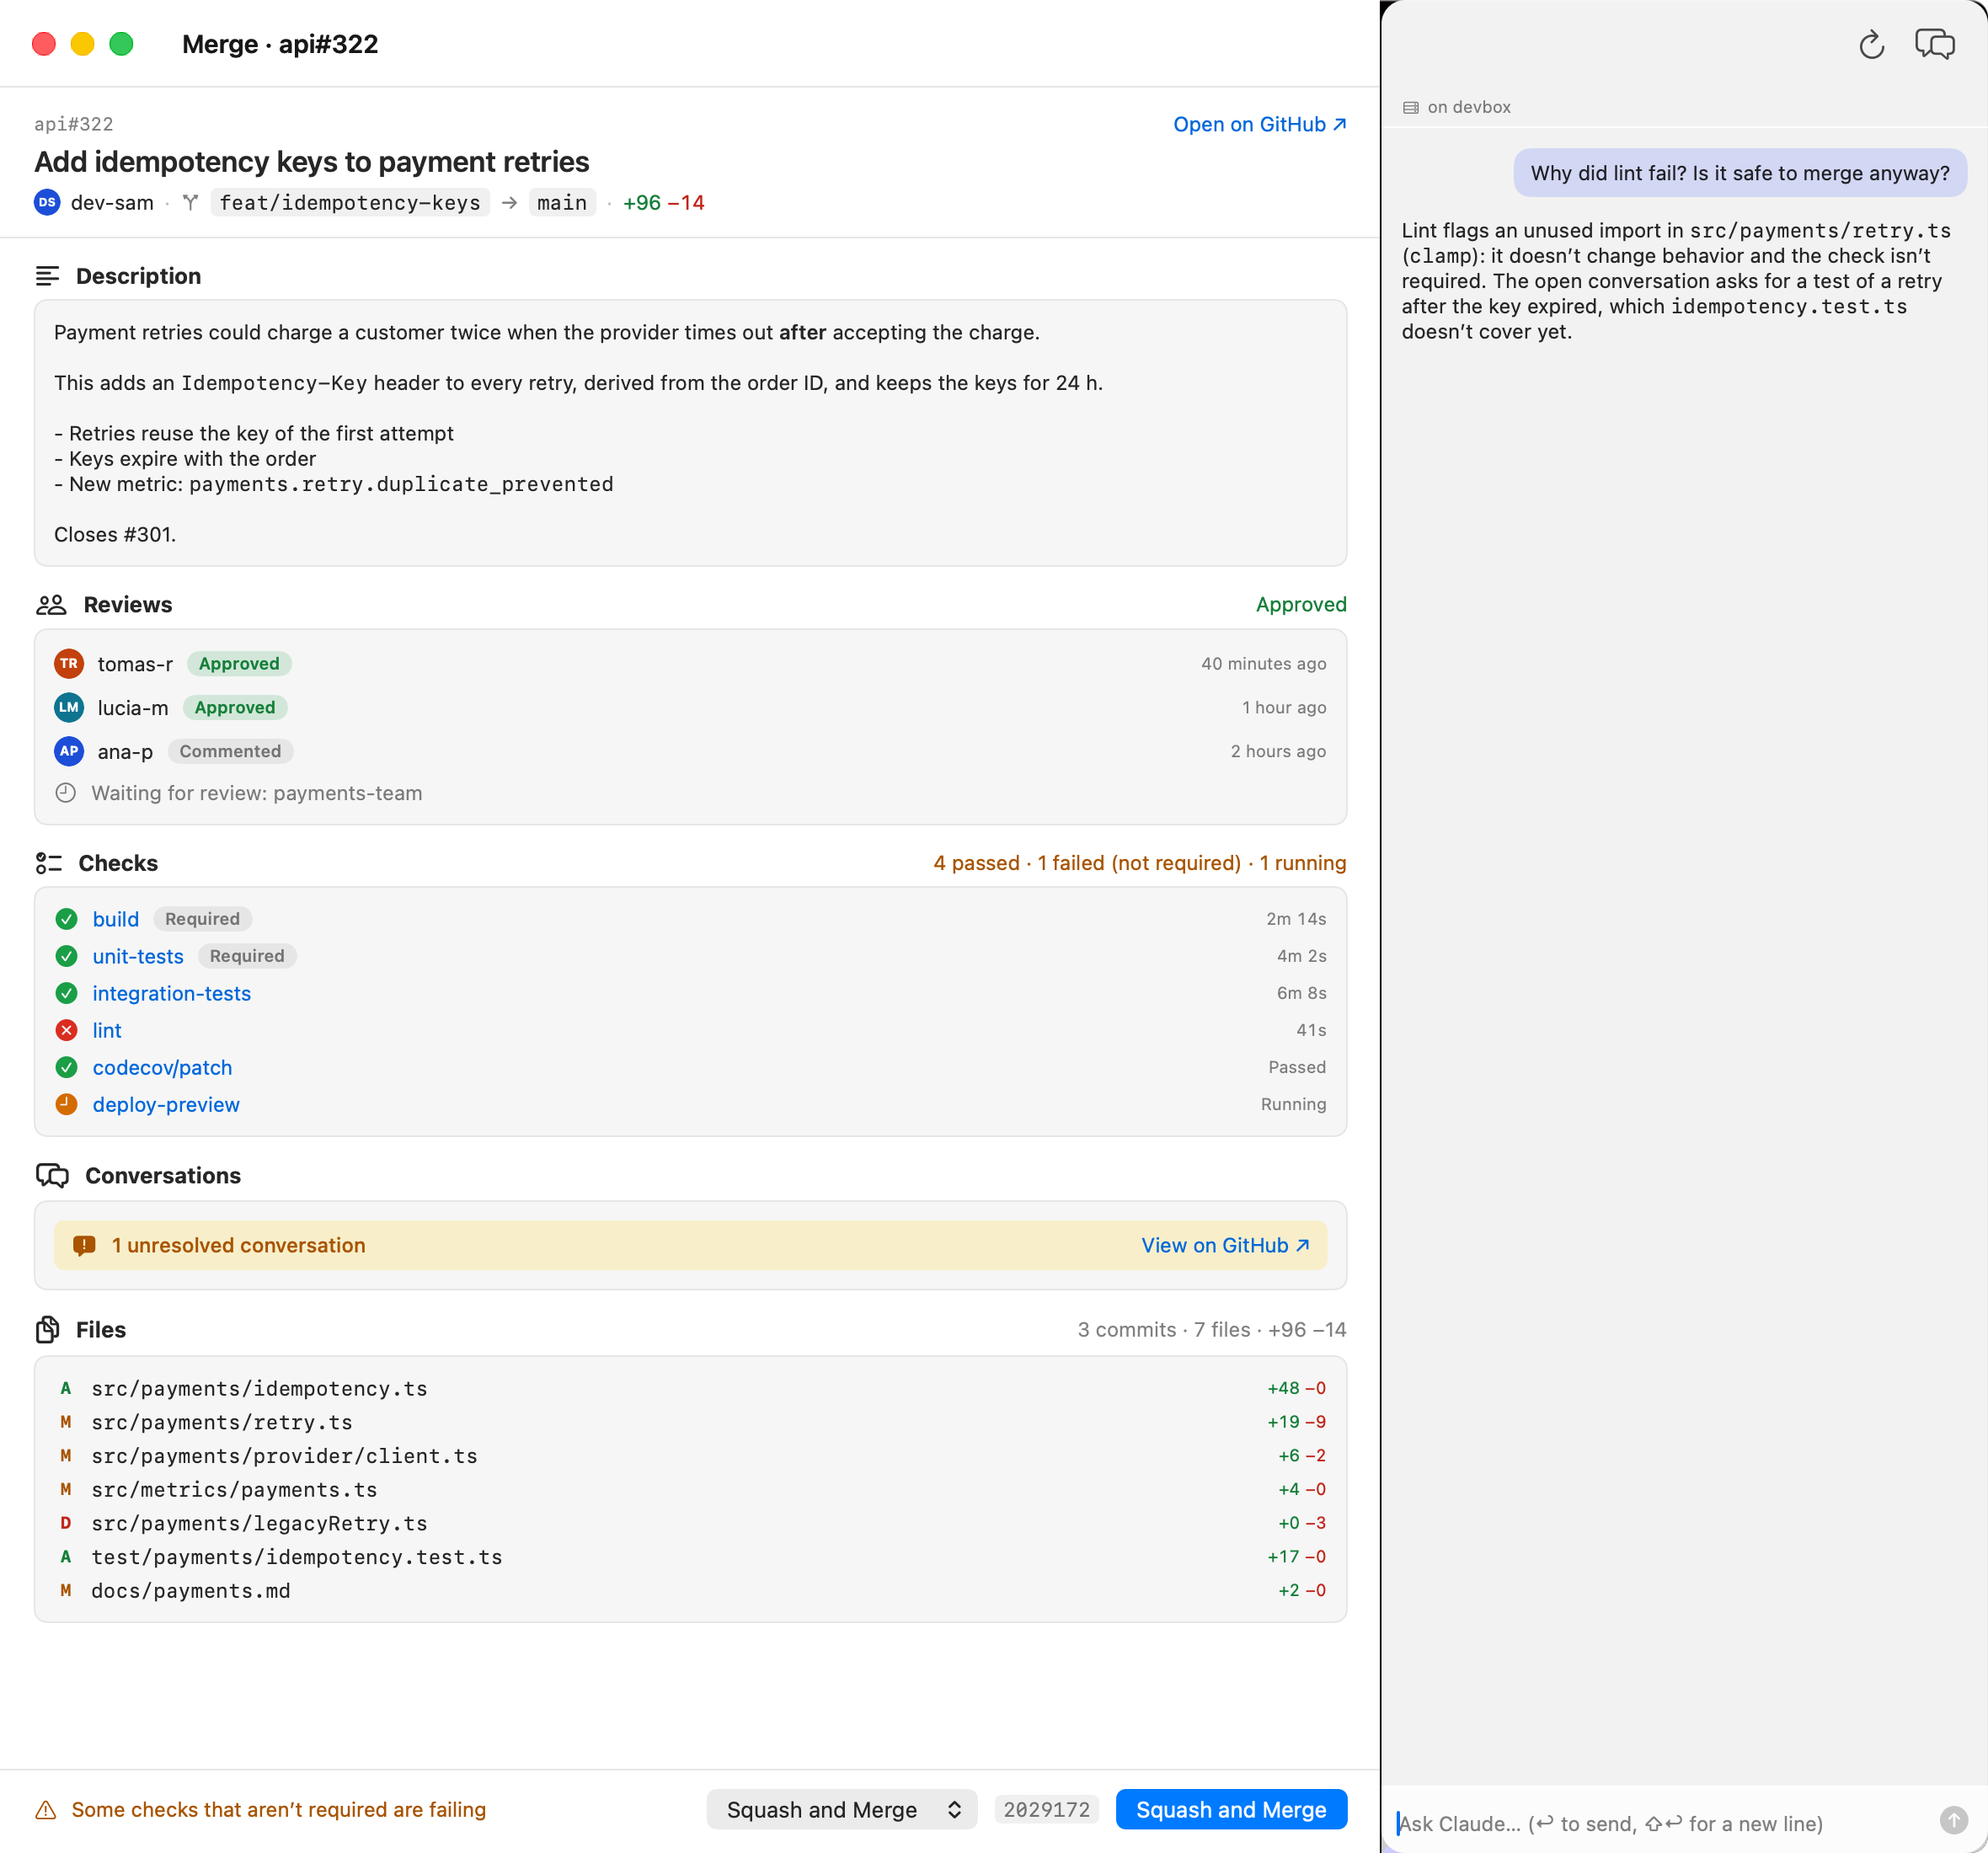 Merge · api#322
api#322
Open on GitHub ↗
Add idempotency keys to payment retries
DS dev-sam · feat/idempotency-keys → main · +96 −14
Description
Payment retries could charge a customer twice when the provider times out after accepting the charge.
This adds an Idempotency-Key header to every retry, derived from the order ID, and keeps the keys for 24 h.
- Retries reuse the key of the first attempt
- Keys expire with the order
- New metric: payments.retry.duplicate_prevented
Closes #301.
Reviews
Approved
TR tomas-r Approved 40 minutes ago
LM lucia-m Approved 1 hour ago
AP ana-p Commented 2 hours ago
Waiting for review: payments-team
Checks
4 passed · 1 failed (not required) · 1 running
build Required 2m 14s
unit-tests Required 4m 2s
integration-tests 6m 8s
lint 41s
codecov/patch Passed
deploy-preview Running
Conversations
1 unresolved conversation View on GitHub ↗
Files
3 commits · 7 files · +96 −14
A src/payments/idempotency.ts +48 −0
M src/payments/retry.ts +19 −9
M src/payments/provider/client.ts +6 −2
M src/metrics/payments.ts +4 −0
D src/payments/legacyRetry.ts +0 −3
A test/payments/idempotency.test.ts +17 −0
M docs/payments.md +2 −0
Some checks that aren’t required are failing
Squash and Merge
2029172
Squash and Merge
on devbox
Why did lint fail? Is it safe to merge anyway?
Lint flags an unused import in src/payments/retry.ts
(clamp): it doesn’t change behavior and the check isn’t
required. The open conversation asks for a test of a retry
after the key expired, which idempotency.test.ts
doesn’t cover yet.
Ask Claude... (↩ to send, ⇧↩ for a new line)